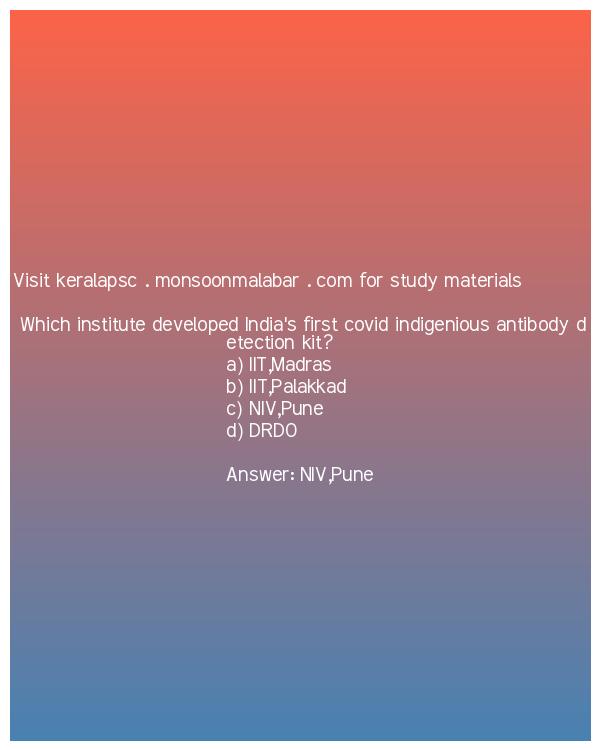 Visit keralapsc . monsoonmalabar . com for study materials
Which institute developed India's first covid indigenious antibody d
etection kit?
a) IIT,Madras
b) IIT,Palakkad
c) NIV,Pune
d) DRDO
Answer: NIV,Pune